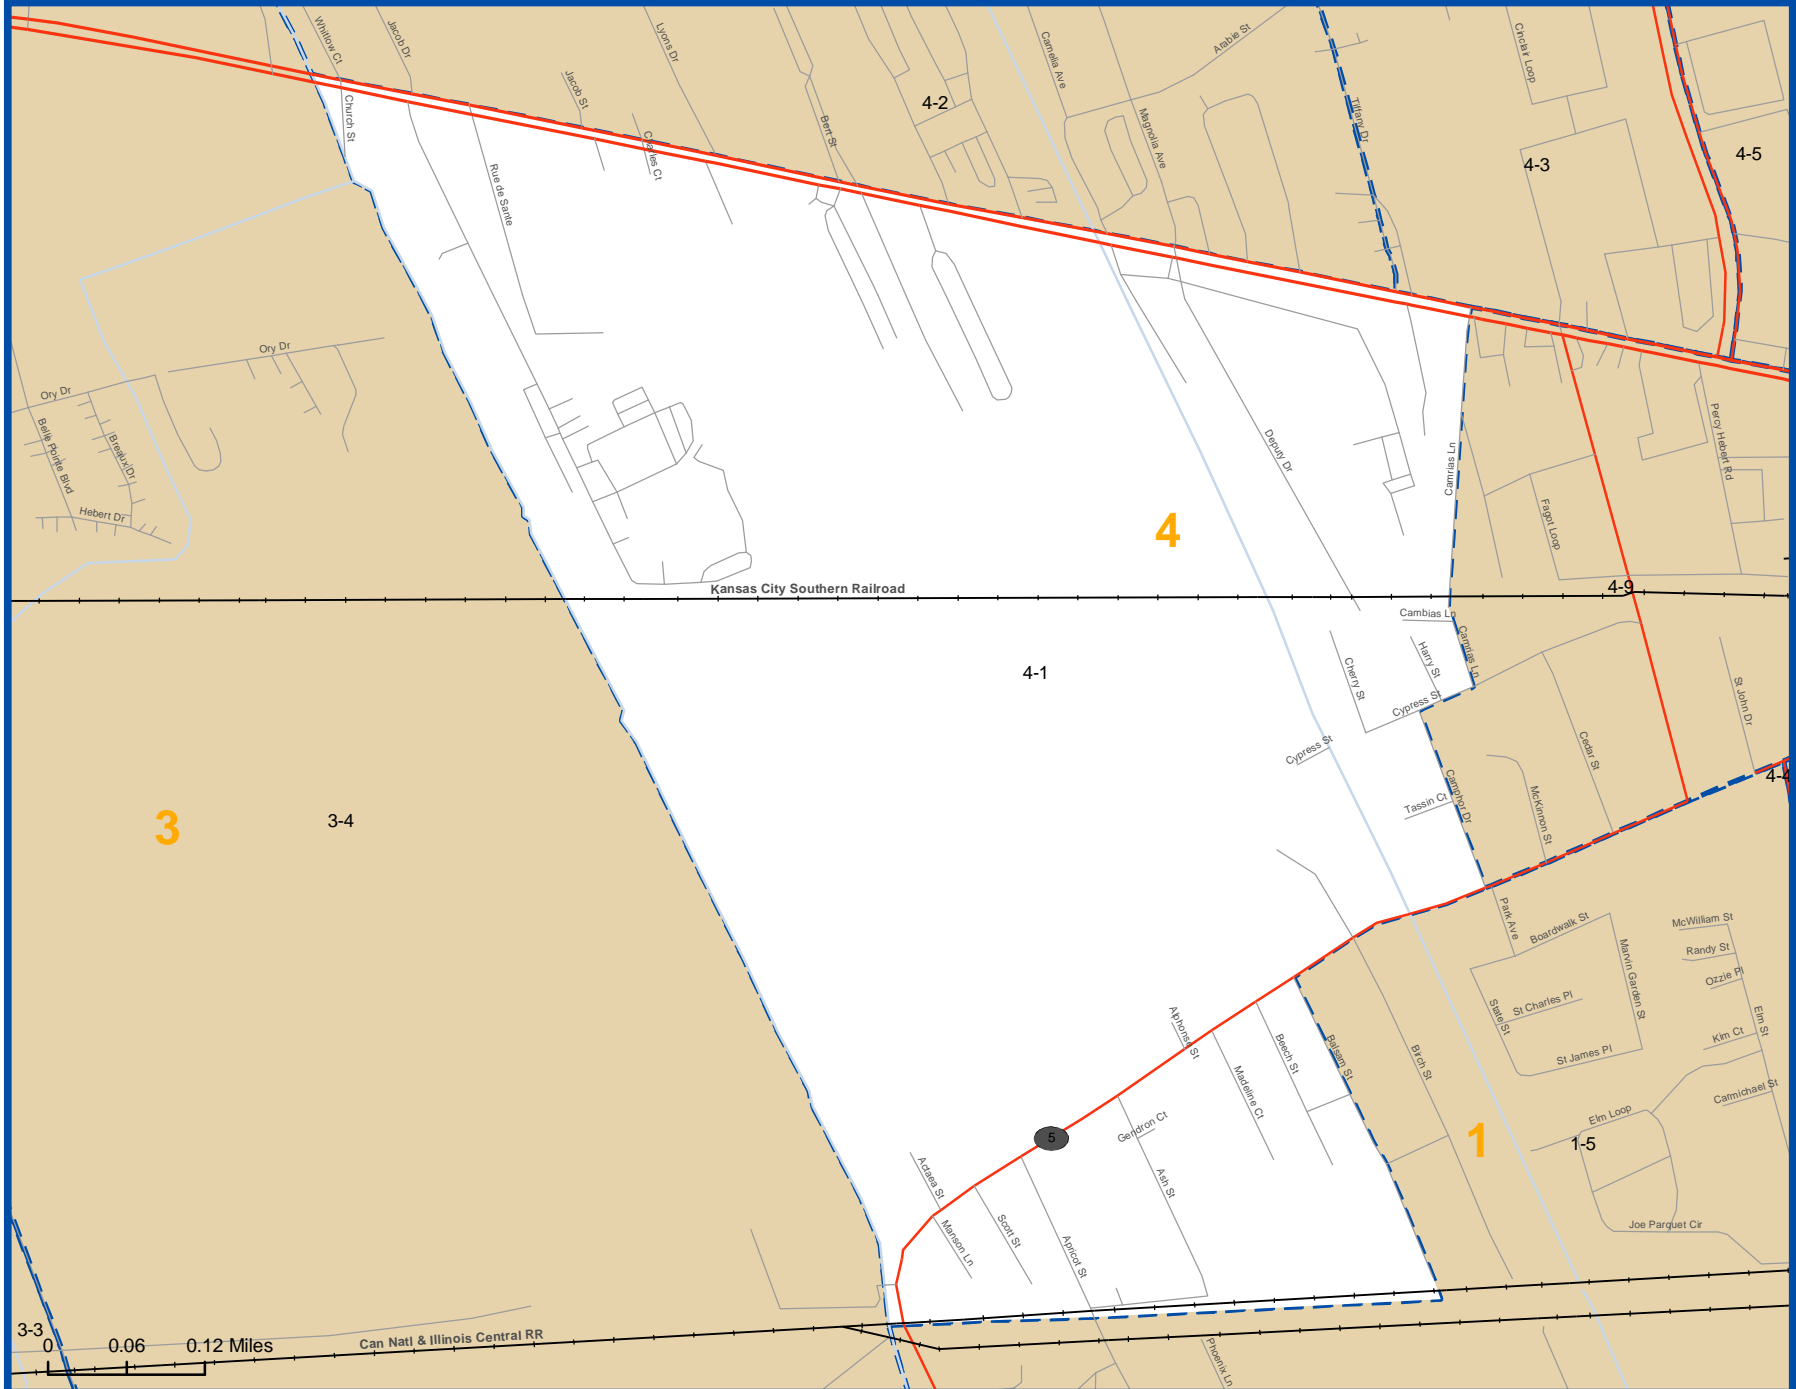 Whitlow Ct
Jacob Dr
Lyons Dr
Camelia Ave
Arabie St
Cinclair Loop
Jacob St
4-2
Church St
Bert St
Magnolia Ave
Tiffany Dr
4-3
4-5
Charles Ct
Rue de Sante
Ory Dr
Ory Dr
Belle Pointe Blvd
Breaux Dr
Hebert Dr
Deputy Dr
Camrias Ln
Percy Hebert Rd
Fagot Loop
4
Kansas City Southern Railroad
4-9
Cambias Ln
Camrias Ln
Harry St
Cherry St
4-1
Cypress St
St John Dr
Cypress St
Cedar St
4-4
Tassin Ct
Camphor Dr
McKinnon St
3
3-4
Park Ave
Boardwalk St
McWilliam St
Marvin Garden St
Randy St
Ozzie Pl
State St
St Charles Pl
Elm St
Alphonse St
Beech St
Balsam St
Birch St
Kim Ct
St James Pl
Madeline Ct
Carmichael St
Elm Loop
5
Gendron Ct
1
1-5
Actaea St
Ash St
Scott St
Manson Ln
Apricot St
Joe Parquet Cir
3-3
Can Natl & Illinois Central RR
0 0.06 0.12 Miles
Phoenix Ln